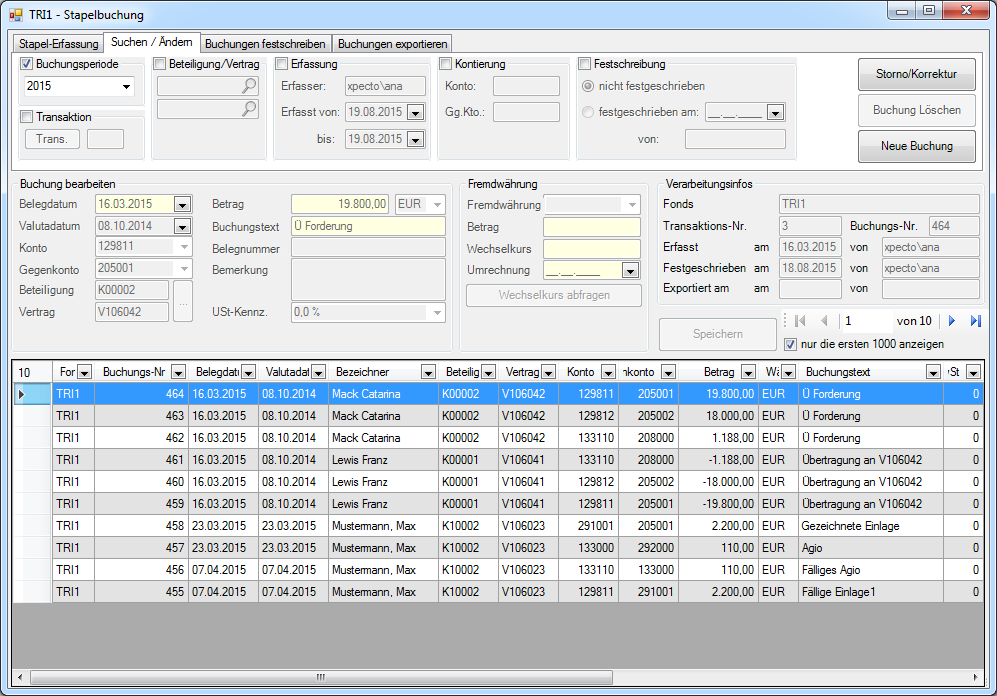 TRI1 - Stapelbuchung
Stapel-Erfassung Suchen / Ändern Buchungen festschreiben Buchungen exportieren
Buchungsperiode Beteiligung/Vertrag Erfassung Kontierung Festschreibung
2015 Erfasser: xpecto\ana Konto: nicht festgeschrieben Storno/Korrektur
Transaktion Erfasst von: 19.08.2015 Gg.Kto.: festgeschrieben am: __.__.____ Buchung Löschen
Trans. bis: 19.08.2015 von: Neue Buchung
Buchung bearbeiten Fremdwährung Verarbeitungsinfos
Belegdatum 16.03.2015 Betrag 19.800,00 EUR Fremdwährung Fonds TRI1
Valutadatum 08.10.2014 Buchungstext Ü Forderung Betrag Transaktions-Nr. 3 Buchungs-Nr. 464
Konto 129811 Belegnummer Wechselkurs Erfasst am 16.03.2015 von xpecto\ana
Gegenkonto 205001 Bemerkung Umrechnung __.__.____ Festgeschrieben am 18.08.2015 von xpecto\ana
Beteiligung K00002 ... Wechselkurs abfragen Exportiert am am von
Vertrag V106042 USt-Kennz. 0,0 %
1 von 10
Speichern
nur die ersten 1000 anzeigen
10 For Buchungs-Nr Belegdatu Valutadat Bezeichner Beteilig Vertrag Konto nkonto Betrag Wä Buchungstext St
TRI1 464 16.03.2015 08.10.2014 Mack Catarina K00002 V106042 129811 205001 19.800,00 EUR Ü Forderung 0
TRI1 463 16.03.2015 08.10.2014 Mack Catarina K00002 V106042 129812 205002 18.000,00 EUR Ü Forderung 0
TRI1 462 16.03.2015 08.10.2014 Mack Catarina K00002 V106042 133110 208000 1.188,00 EUR Ü Forderung 0
TRI1 461 16.03.2015 08.10.2014 Lewis Franz K00001 V106041 133110 208000 -1.188,00 EUR Übertragung an V106042 0
TRI1 460 16.03.2015 08.10.2014 Lewis Franz K00001 V106041 129812 205002 -18.000,00 EUR Übertragung an V106042 0
TRI1 459 16.03.2015 08.10.2014 Lewis Franz K00001 V106041 129811 205001 -19.800,00 EUR Übertragung an V106042 0
TRI1 458 23.03.2015 23.03.2015 Mustermann, Max K10002 V106023 291001 205001 2.200,00 EUR Gezeichnete Einlage 0
TRI1 457 23.03.2015 23.03.2015 Mustermann, Max K10002 V106023 133000 292000 110,00 EUR Agio 0
TRI1 456 07.04.2015 07.04.2015 Mustermann, Max K10002 V106023 133110 133000 110,00 EUR Fälliges Agio 0
TRI1 455 07.04.2015 07.04.2015 Mustermann, Max K10002 V106023 129811 291001 2.200,00 EUR Fällige Einlage1 0